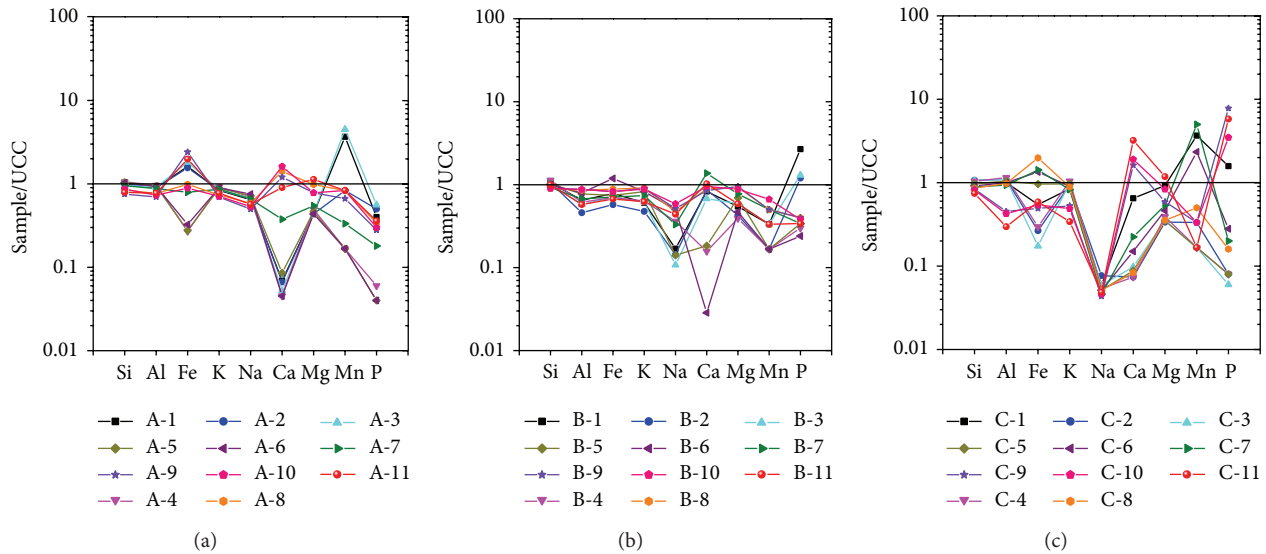 100
10
1
0.1
0.01
Sample/UCC
Si Al Fe K Na Ca Mg Mn P
A-1 A-2 A-3
A-5 A-6 A-7
A-9 A-10 A-11
A-4 A-8
(a)
100
10
1
0.1
0.01
Sample/UCC
Si Al Fe K Na Ca Mg Mn P
B-1 B-2 B-3
B-5 B-6 B-7
B-9 B-10 B-11
B-4 B-8
(b)
100
10
1
0.1
0.01
Sample/UCC
Si Al Fe K Na Ca Mg Mn P
C-1 C-2 C-3
C-5 C-6 C-7
C-9 C-10 C-11
C-4 C-8
(c)